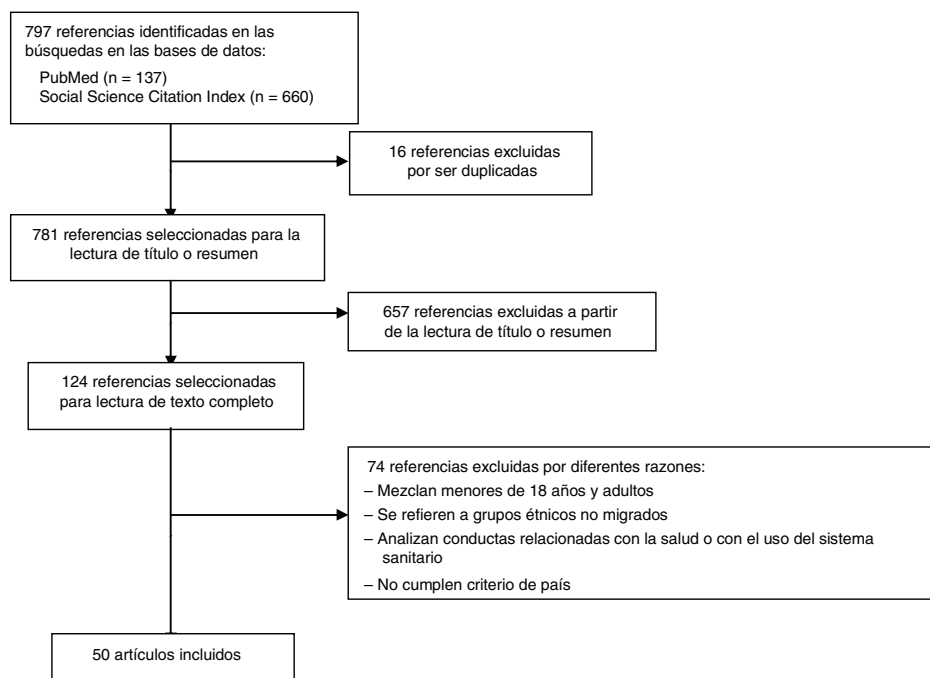 797 referencias identificadas en las
búsquedas en las bases de datos:
PubMed (n = 137)
Social Science Citation Index (n = 660)
16 referencias excluidas
por ser duplicadas
781 referencias seleccionadas para la
lectura de título o resumen
657 referencias excluidas a partir
de la lectura de título o resumen
124 referencias seleccionadas
para lectura de texto completo
74 referencias excluidas por diferentes razones:
– Mezclan menores de 18 años y adultos
– Se refieren a grupos étnicos no migrados
– Analizan conductas relacionadas con la salud o con el uso del sistema
sanitario
– No cumplen criterio de país
50 artículos incluidos